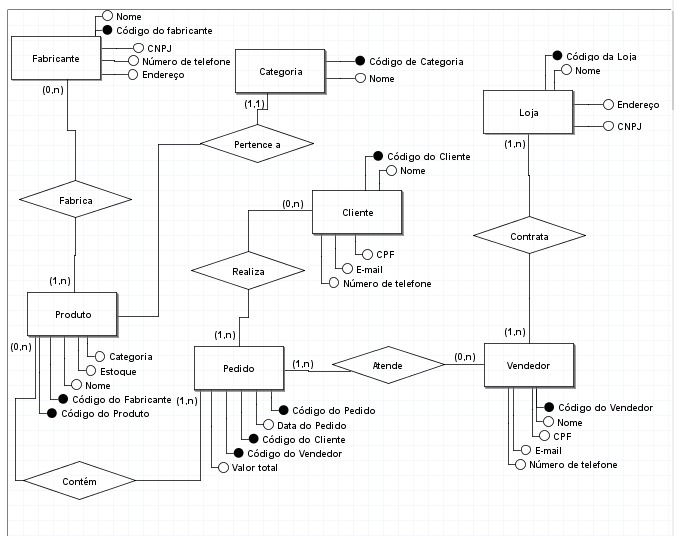 Nome
Código do fabricante
Fabricante
CNPJ
Número de telefone
Endereço
(0,n)
Categoria
Código de Categoria
Nome
(1,1)
Pertence a
Código da Loja
Nome
Loja
Endereço
CNPJ
(1,n)
Fabrica
Código do Cliente
Nome
(0,n)
Cliente
CPF
E-mail
Número de telefone
Contrata
Realiza
(1,n)
Produto
(0,n)
Categoria
Estoque
Nome
Código do Fabricante
Código do Produto
(1,n)
Pedido
(1,n)
(1,n)
Código do Pedido
Data do Pedido
Código do Cliente
Código do Vendedor
Valor total
Atende
(0,n)
(1,n)
Vendedor
Código do Vendedor
Nome
CPF
E-mail
Número de telefone
Contém